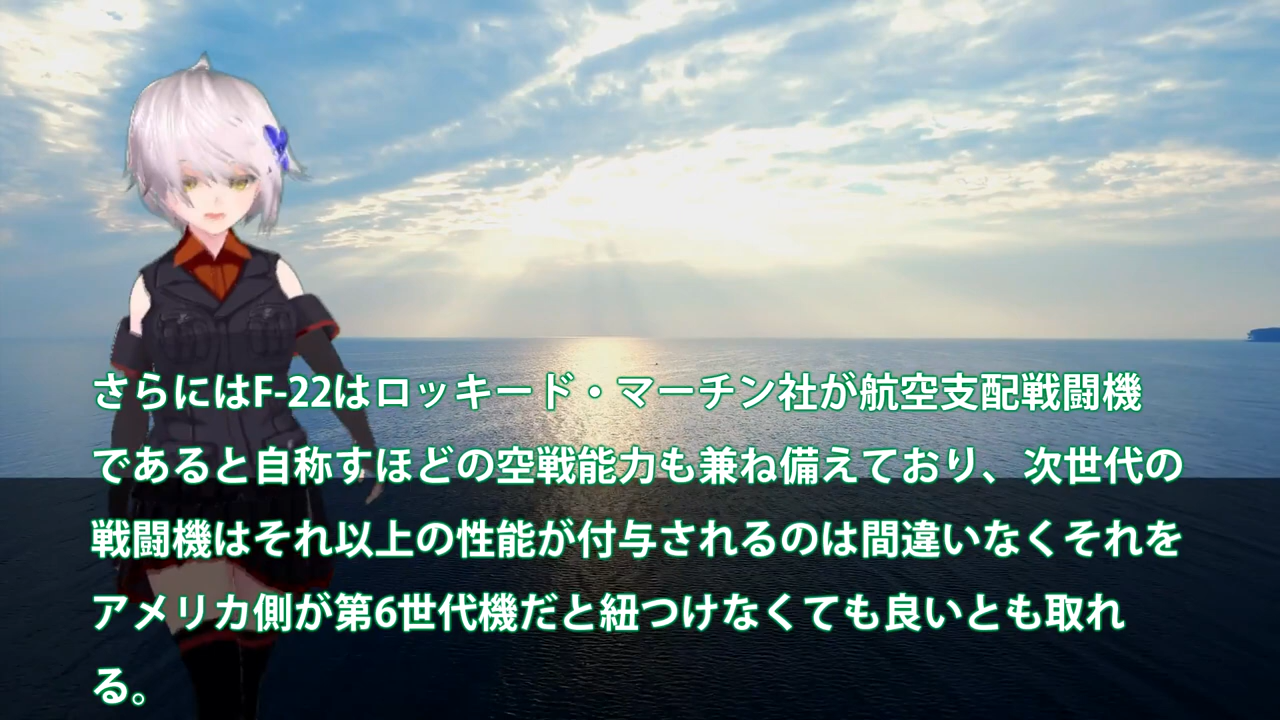 さらにはF-22はロッキード・マーチン社が航空支配戦闘機
であると自称すほどの空戦能力も兼ね備えており、次世代の
戦闘機はそれ以上の性能が付与されるのは間違いなくそれを
アメリカ側が第6世代機だと紐つけなくても良いとも取れ
る。